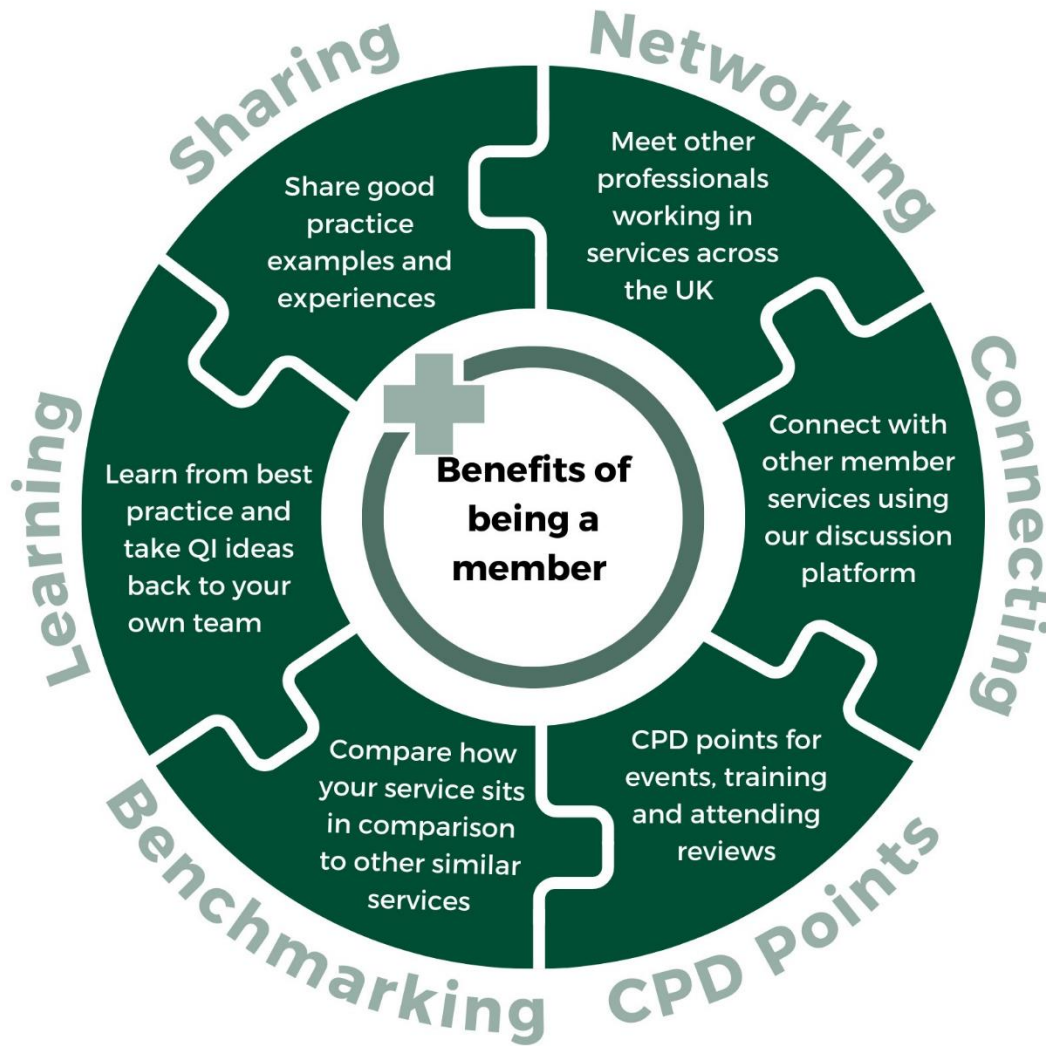 Sharing
Share good
practice
examples and
experiences
Networking
Meet other
professionals
working in
services across
the UK
Connecting
Connect with
other member
services using
our discussion
platform
CPD Points
CPD points for
events, training
and attending
reviews
Benchmarking
Compare how
your service sits
in comparison
to other similar
services
Learning
Learn from best
practice and
take QI ideas
back to your
own team
Benefits of
being a
member